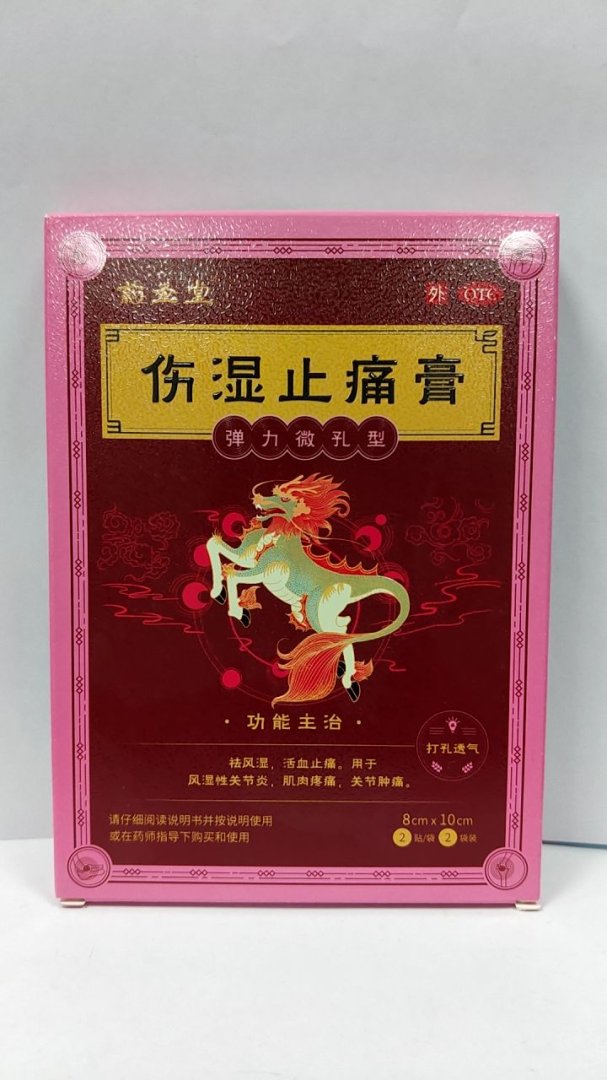 药圣堂
外 OTC
伤湿止痛膏
弹力微孔型
·功能主治·
祛风湿，活血止痛。用于
风湿性关节炎，肌肉疼痛，关节肿痛。
打孔透气
请仔细阅读说明书并按说明使用
或在药师指导下购买和使用
8cm x 10cm
2贴/袋 2袋装